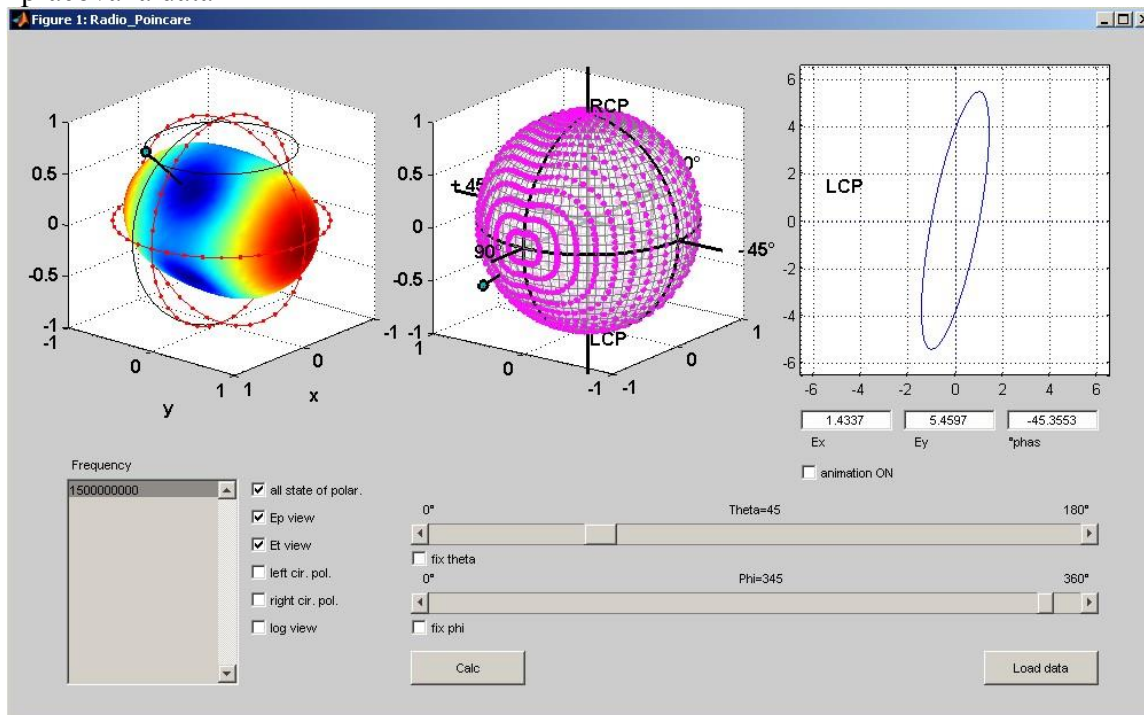 Figure 1: Radio_Poincare
1
0.5
0
-0.5
-1
-1
0
1
y
1
0
-1
x
1
0.5
0
-0.5
-1
1
0
-1
-1
0
1
RCP
0°
+45
90
-45°
LCP
6
4
2
0
-2
-4
-6
-6
-4
-2
0
2
4
6
LCP
1.4337
5.4597
-45.3553
Ex
Ey
°phas
animation ON
Frequency
1500000000
all state of polar.
Ep view
Et view
left cir. pol.
right cir. pol.
log view
0°
Theta=45
180°
fix theta
0°
Phi=345
360°
fix phi
Calc
Load data